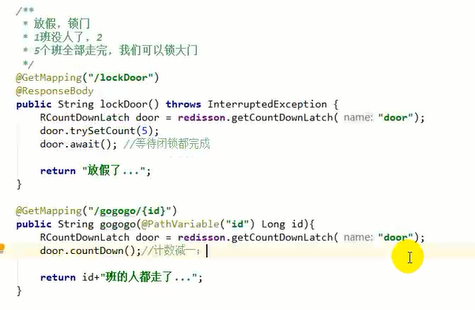 /**
* 放假，锁门
* 1班没人了，2
* 5个班全部走完，我们可以锁大门
*/
@GetMapping("/lockDoor")
@ResponseBody
public String lockDoor() throws InterruptedException {
RCountDownLatch door = redisson.getCountDownLatch( name: "door");
door.trySetCount(5);
door.await(); //等待闭锁都完成
return "放假了...";
}
@GetMapping("/gogogo/{id}")
public String gogogo(@PathVariable("id") Long id){
RCountDownLatch door = redisson.getCountDownLatch( name: "door");
door.countDown();//计数减一；
return id+"班的人都走了...";
}